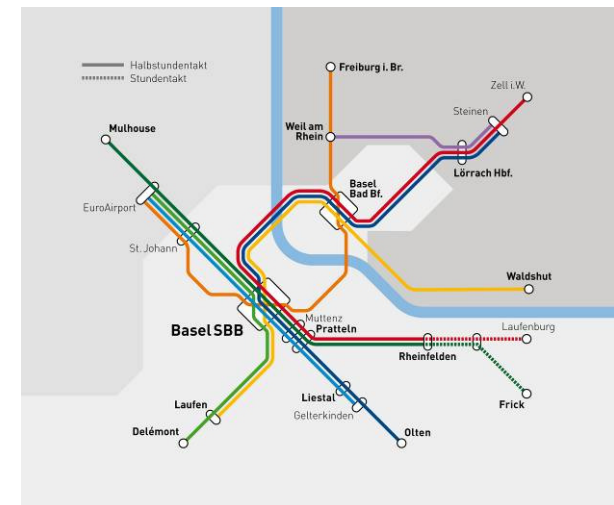 Halbstundentakt
Stundentakt
Freiburg i. Br.
Zell i.W.
Steinen
Mulhouse
Weil am
Rhein
Lörrach Hbf.
Basel
Bad Bf.
EuroAirport
St. Johann
Waldshut
Muttenz
Pratteln
Basel SBB
Laufenburg
Rheinfelden
Liestal
Gelterkinden
Laufen
Frick
Delémont
Olten